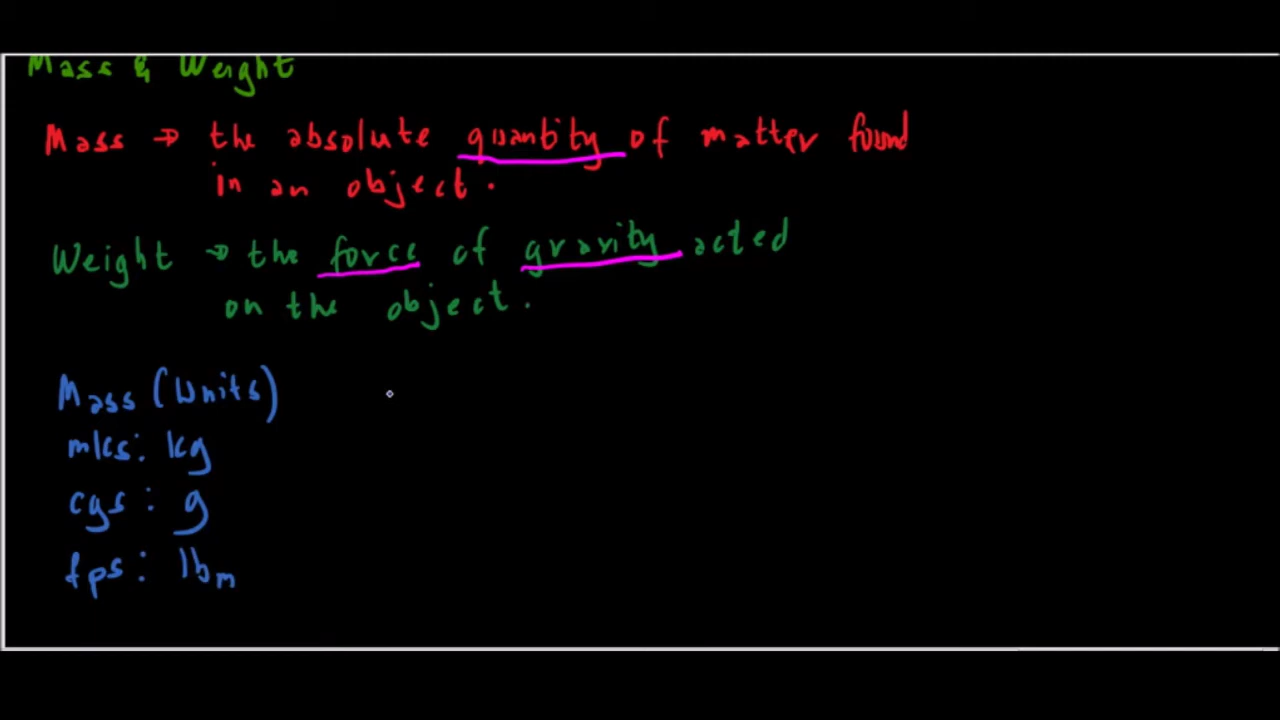 Mass & Weight
Mass → the absolute quantity of matter found
in an object.
Weight → the force of gravity acted
on the object.
Mass (Units)
mks: kg
cgs: g
fps: lbm